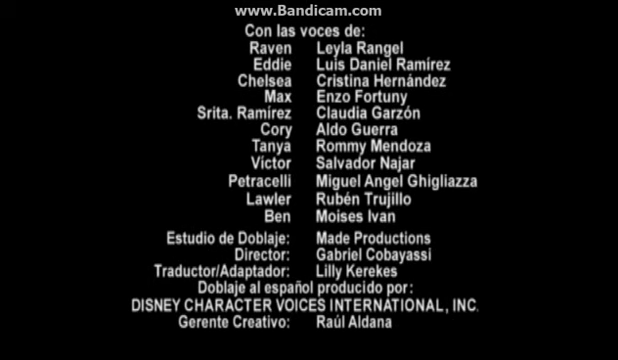 www.Bandicam.com
Con las voces de:
Raven Leyla Rangel
Eddie Luis Daniel Ramírez
Chelsea Cristina Hernández
Max Enzo Fortuny
Srita. Ramírez Claudia Garzón
Cory Aldo Guerra
Tanya Rommy Mendoza
Víctor Salvador Najar
Petracelli Miguel Angel Ghigliazza
Lawler Rubén Trujillo
Ben Moises Ivan
Estudio de Doblaje: Made Productions
Director: Gabriel Cobayassi
Traductor/Adaptador: Lilly Kerekes
Doblaje al español producido por:
DISNEY CHARACTER VOICES INTERNATIONAL, INC.
Gerente Creativo: Raúl Aldana